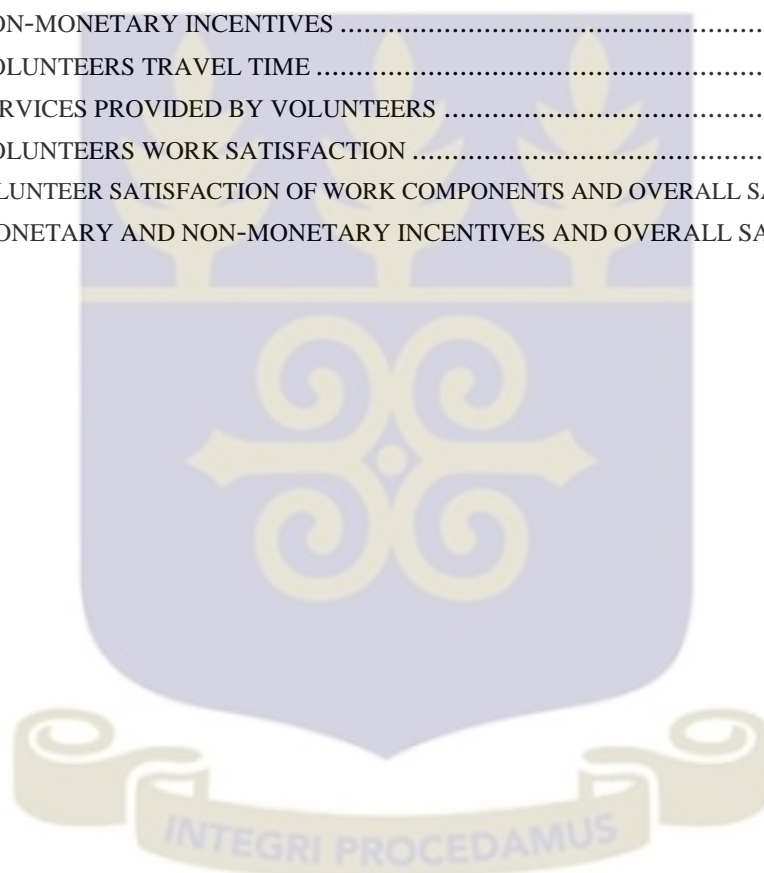 ON-MONETARY INCENTIVES ........................................................
OLUNTEERS TRAVEL TIME ............................................................
RVICES PROVIDED BY VOLUNTEERS ...........................................
OLUNTEERS WORK SATISFACTION ...............................................
LUNTEER SATISFACTION OF WORK COMPONENTS AND OVERALL SA
ONETARY AND NON-MONETARY INCENTIVES AND OVERALL SA
INTEGRI PROCEDAMUS